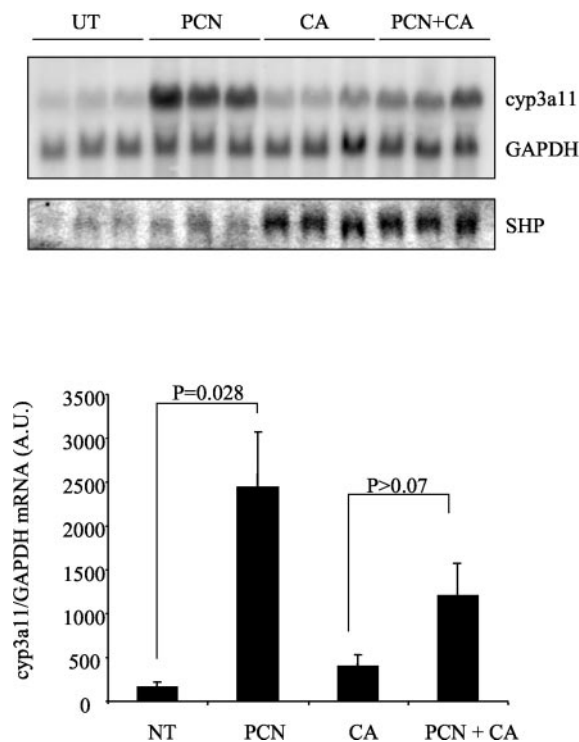 UT PCN CA PCN+CA
cyp3a11
GAPDH
SHP
cyp3a11/GAPDH mRNA (A.U.)
3500
3000
2500
2000
1500
1000
500
0
P=0.028
P>0.07
NT PCN CA PCN + CA